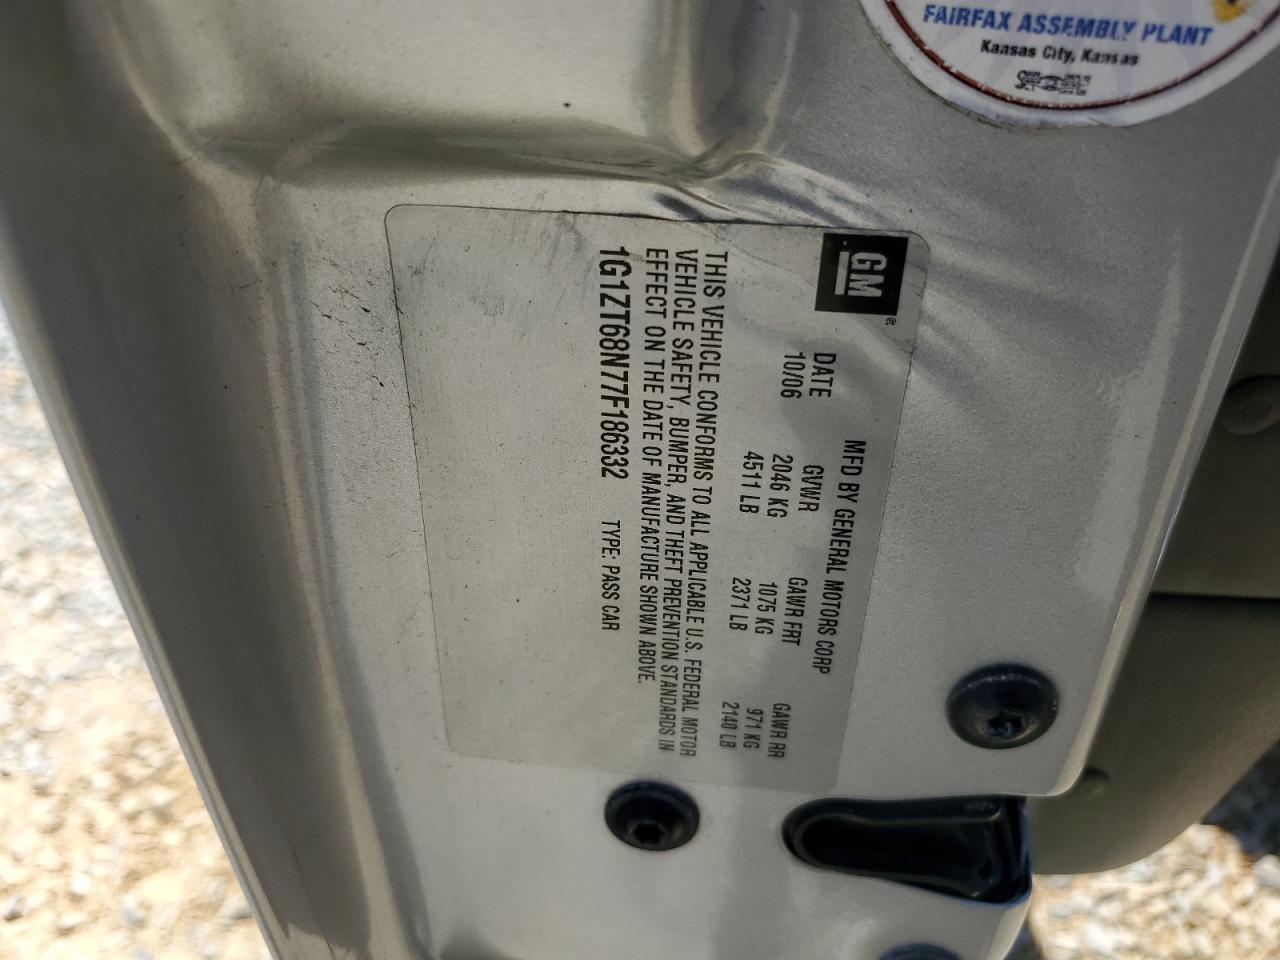 FAIRFAX ASSEMBLY PLANT
Kansas City, Kansas
GM®
MFD BY GENERAL MOTORS CORP
DATE GVWR GAWR FRT GAWR RR
10/06 2046 KG 1075 KG 971 KG
4511 LB 2371 LB 2140 LB
THIS VEHICLE CONFORMS TO ALL APPLICABLE U.S. FEDERAL MOTOR
VEHICLE SAFETY, BUMPER, AND THEFT PREVENTION STANDARDS IN
EFFECT ON THE DATE OF MANUFACTURE SHOWN ABOVE.
1G1ZT68N77F186332 TYPE: PASS CAR